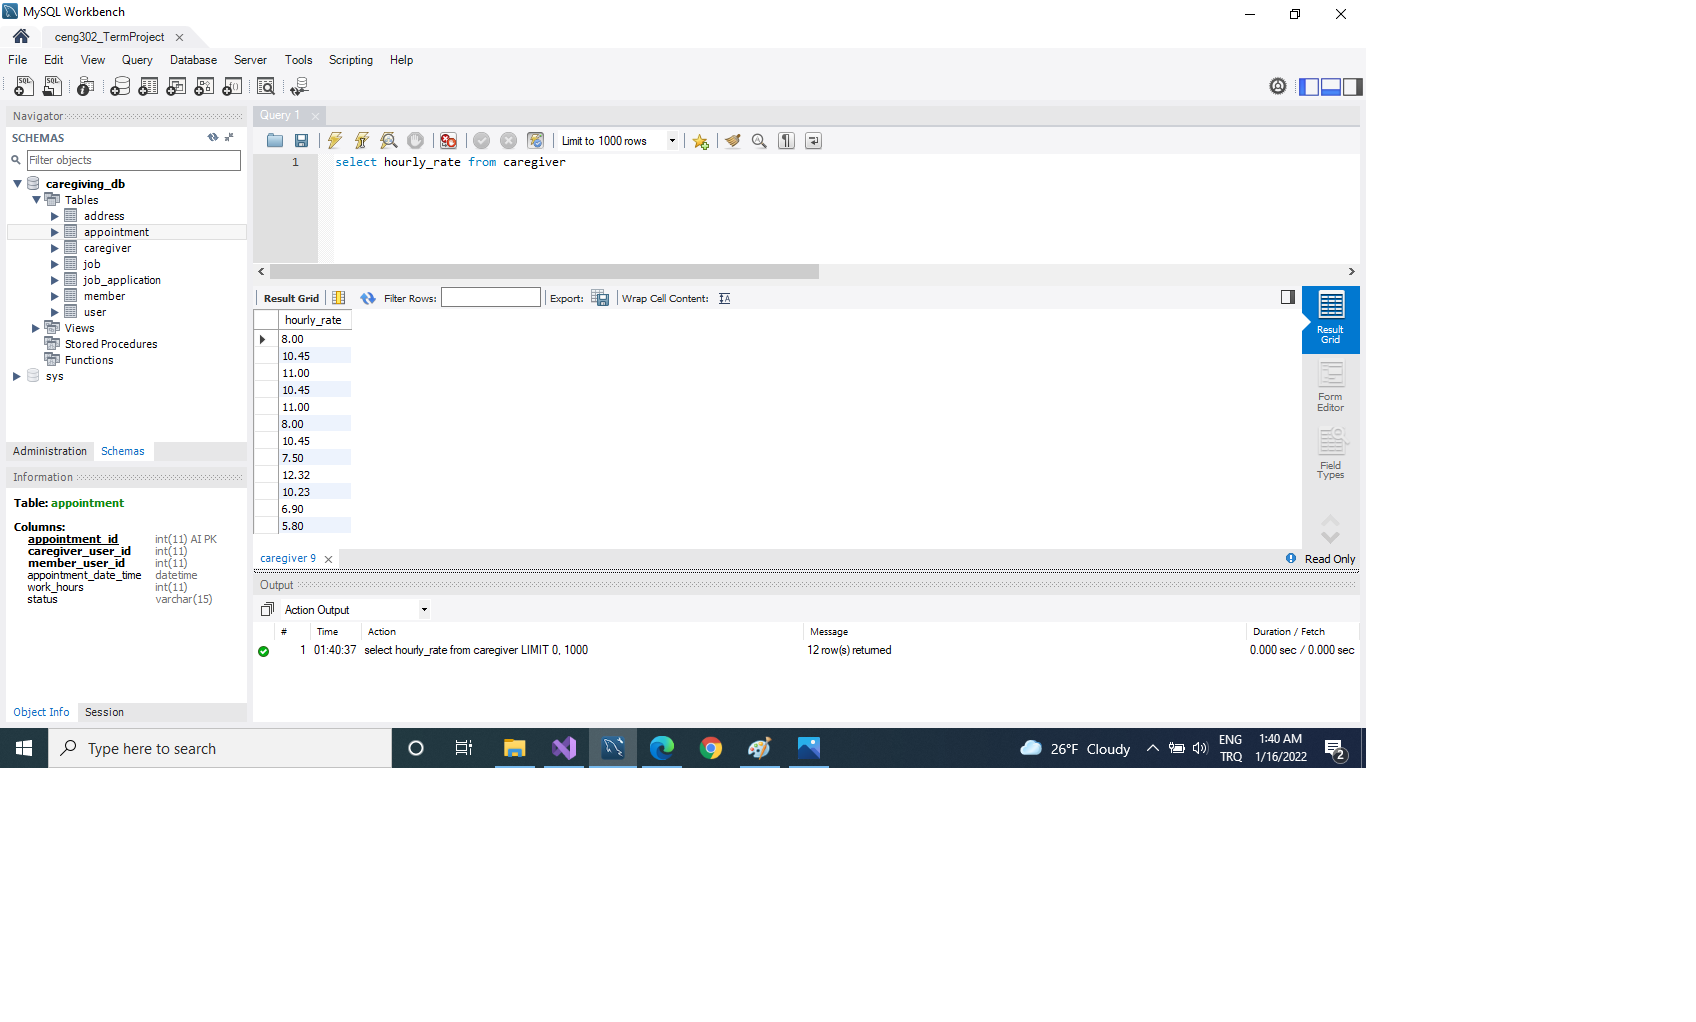 MySQL Workbench
ceng302_TermProject
File Edit View Query Database Server Tools Scripting Help
Navigator
SCHEMAS
Filter objects
caregiving_db
Tables
address
appointment
caregiver
job
job_application
member
user
Views
Stored Procedures
Functions
sys
Administration Schemas
Information
Table: appointment
Columns:
appointment_id int(11) AI PK
caregiver_user_id int(11)
member_user_id int(11)
appointment_date_time datetime
work_hours int(11)
status varchar(15)
Object Info Session
Query 1
Limit to 1000 rows
1 select hourly_rate from caregiver
Result Grid Filter Rows: Export: Wrap Cell Content:
hourly_rate
8.00
10.45
11.00
10.45
11.00
8.00
10.45
7.50
12.32
10.23
6.90
5.80
Result
Grid
Form
Editor
Field
Types
caregiver 9 Read Only
Output
Action Output
# Time Action Message Duration / Fetch
1 01:40:37 select hourly_rate from caregiver LIMIT 0, 1000 12 row(s) returned 0.000 sec / 0.000 sec
Type here to search
26°F Cloudy
ENG
TRQ
1:40 AM
1/16/2022
2